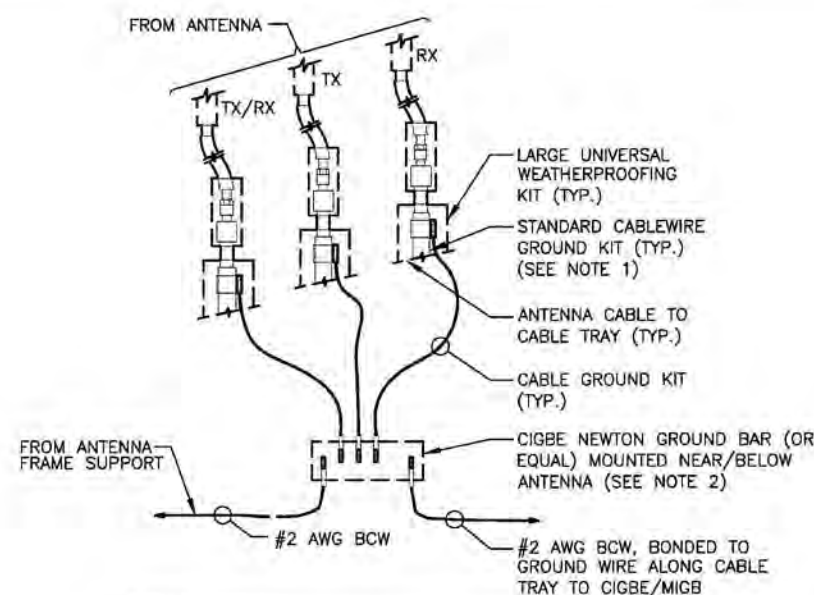 FROM ANTENNA
RX
TX
TX/RX
LARGE UNIVERSAL
WEATHERPROOFING
KIT (TYP.)
STANDARD CABLEWIRE
GROUND KIT (TYP.)
(SEE NOTE 1)
ANTENNA CABLE TO
CABLE TRAY (TYP.)
CABLE GROUND KIT
(TYP.)
CIGBE NEWTON GROUND BAR (OR
EQUAL) MOUNTED NEAR/BELOW
ANTENNA (SEE NOTE 2)
FROM ANTENNA
FRAME SUPPORT
#2 AWG BCW
#2 AWG BCW, BONDED TO
GROUND WIRE ALONG CABLE
TRAY TO CIGBE/MIGB